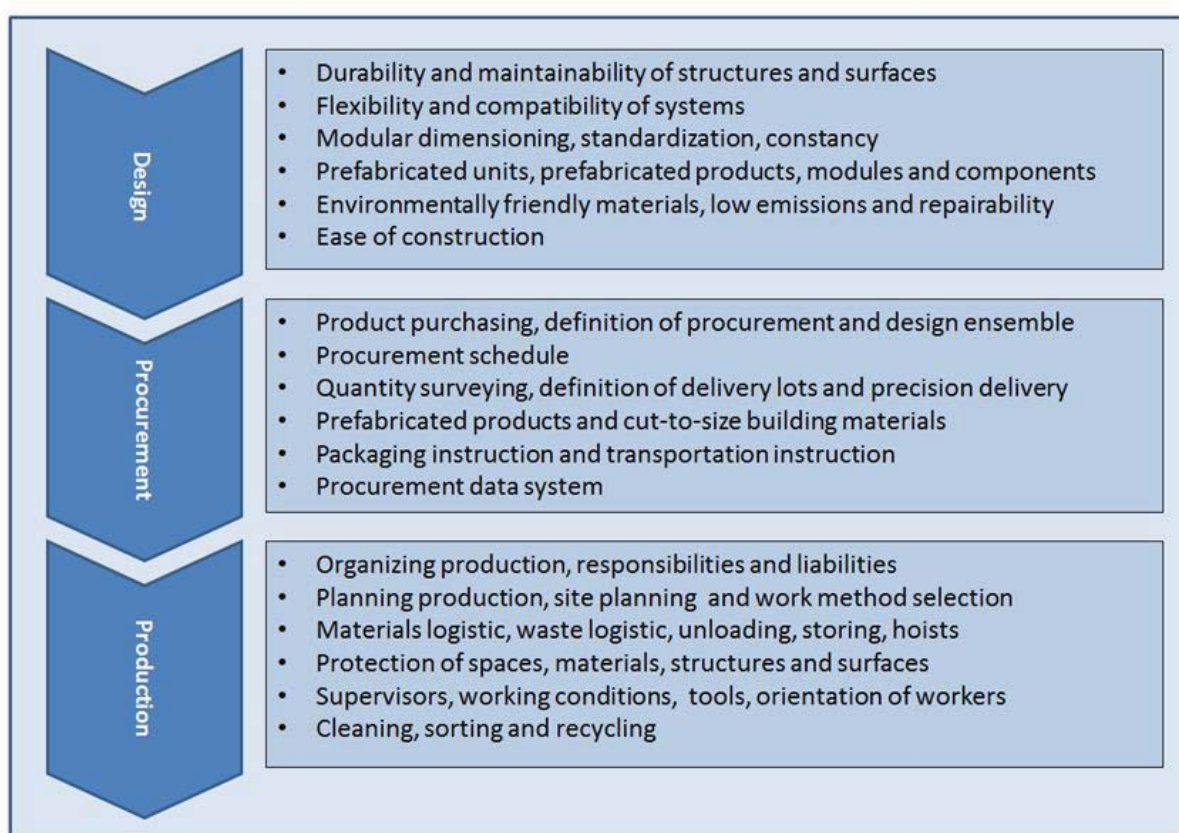 Design
• Durability and maintainability of structures and surfaces
• Flexibility and compatibility of systems
• Modular dimensioning, standardization, constancy
• Prefabricated units, prefabricated products, modules and components
• Environmentally friendly materials, low emissions and repairability
• Ease of construction
Procurement
• Product purchasing, definition of procurement and design ensemble
• Procurement schedule
• Quantity surveying, definition of delivery lots and precision delivery
• Prefabricated products and cut-to-size building materials
• Packaging instruction and transportation instruction
• Procurement data system
Production
• Organizing production, responsibilities and liabilities
• Planning production, site planning and work method selection
• Materials logistic, waste logistic, unloading, storing, hoists
• Protection of spaces, materials, structures and surfaces
• Supervisors, working conditions, tools, orientation of workers
• Cleaning, sorting and recycling